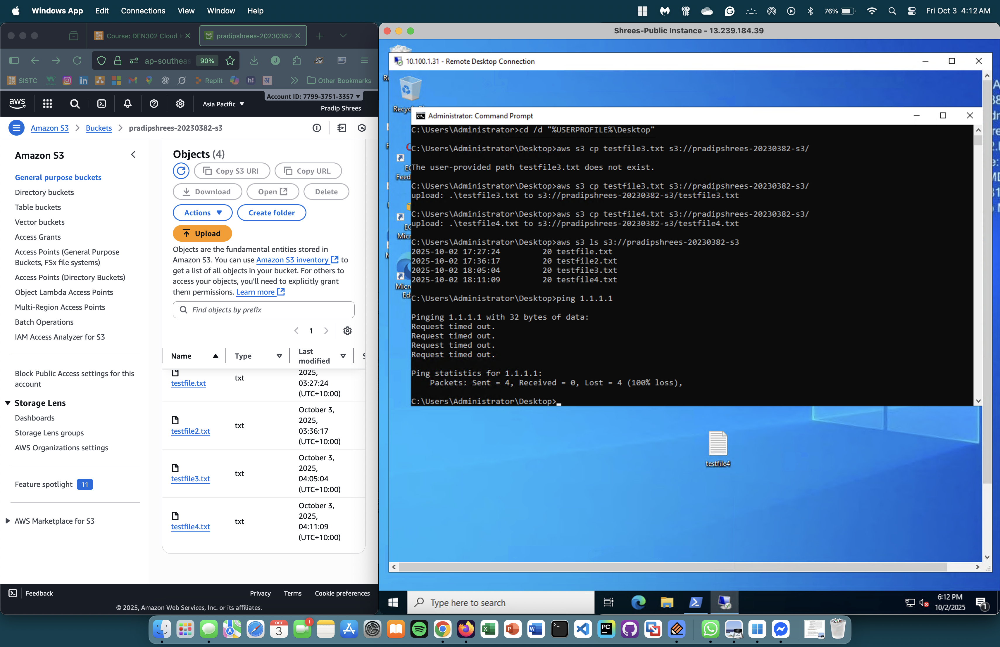 Windows App Edit Connections View Window Help
76% Fri Oct 3 4:12 AM
Course: DEN302 Cloud
pradipshrees-20230382
ap-southeas 90%
SISTC
Replit
Other Bookmarks
aws
Asia Pacific
Account ID: 7799-3751-3357
Pradip Shrees
Amazon S3
Buckets
pradipshrees-20230382-s3
Amazon S3
General purpose buckets
Directory buckets
Table buckets
Vector buckets
Access Grants
Access Points (General Purpose
Buckets, FSx file systems)
Access Points (Directory Buckets)
Object Lambda Access Points
Multi-Region Access Points
Batch Operations
IAM Access Analyzer for S3
Block Public Access settings for this
account
Storage Lens
Dashboards
Storage Lens groups
AWS Organizations settings
Feature spotlight 11
AWS Marketplace for S3
Objects (4)
Copy S3 URI
Copy URL
Download
Open
Delete
Actions
Create folder
Upload
Objects are the fundamental entities stored in
Amazon S3. You can use Amazon S3 inventory to
get a list of all objects in your bucket. For others to
access your objects, you'll need to explicitly grant
them permissions. Learn more
Find objects by prefix
1
Name
Type
Last
modified
S
testfile.txt
txt
2025,
03:27:24
(UTC+10:00)
testfile2.txt
txt
October 3,
2025,
03:36:17
(UTC+10:00)
testfile3.txt
txt
October 3,
2025,
04:05:04
(UTC+10:00)
testfile4.txt
txt
October 3,
2025,
04:11:09
(UTC+10:00)
Feedback
Privacy
Terms
Cookie preferences
© 2025, Amazon Web Services, Inc. or its affiliates.
Shrees-Public Instance - 13.239.184.39
10.100.1.31 - Remote Desktop Connection
Administrator: Command Prompt
C:\Users\Administrator>cd /d "%USERPROFILE%\Desktop"
C:\Users\Administrator\Desktop>aws s3 cp testfile3.txt s3://pradipshrees-20230382-s3/
The user-provided path testfile3.txt does not exist.
C:\Users\Administrator\Desktop>aws s3 cp testfile3.txt s3://pradipshrees-20230382-s3/
upload: .\testfile3.txt to s3://pradipshrees-20230382-s3/testfile3.txt
C:\Users\Administrator\Desktop>aws s3 cp testfile4.txt s3://pradipshrees-20230382-s3/
upload: .\testfile4.txt to s3://pradipshrees-20230382-s3/testfile4.txt
C:\Users\Administrator\Desktop>aws s3 ls s3://pradipshrees-20230382-s3
2025-10-02 17:27:24 20 testfile.txt
2025-10-02 17:36:17 20 testfile2.txt
2025-10-02 18:05:04 20 testfile3.txt
2025-10-02 18:11:09 20 testfile4.txt
C:\Users\Administrator\Desktop>ping 1.1.1.1
Pinging 1.1.1.1 with 32 bytes of data:
Request timed out.
Request timed out.
Request timed out.
Request timed out.
Ping statistics for 1.1.1.1:
Packets: Sent = 4, Received = 0, Lost = 4 (100% loss),
C:\Users\Administrator\Desktop>
testfile4
Type here to search
6:12 PM
10/2/2025
1
OCT
3
1
PC